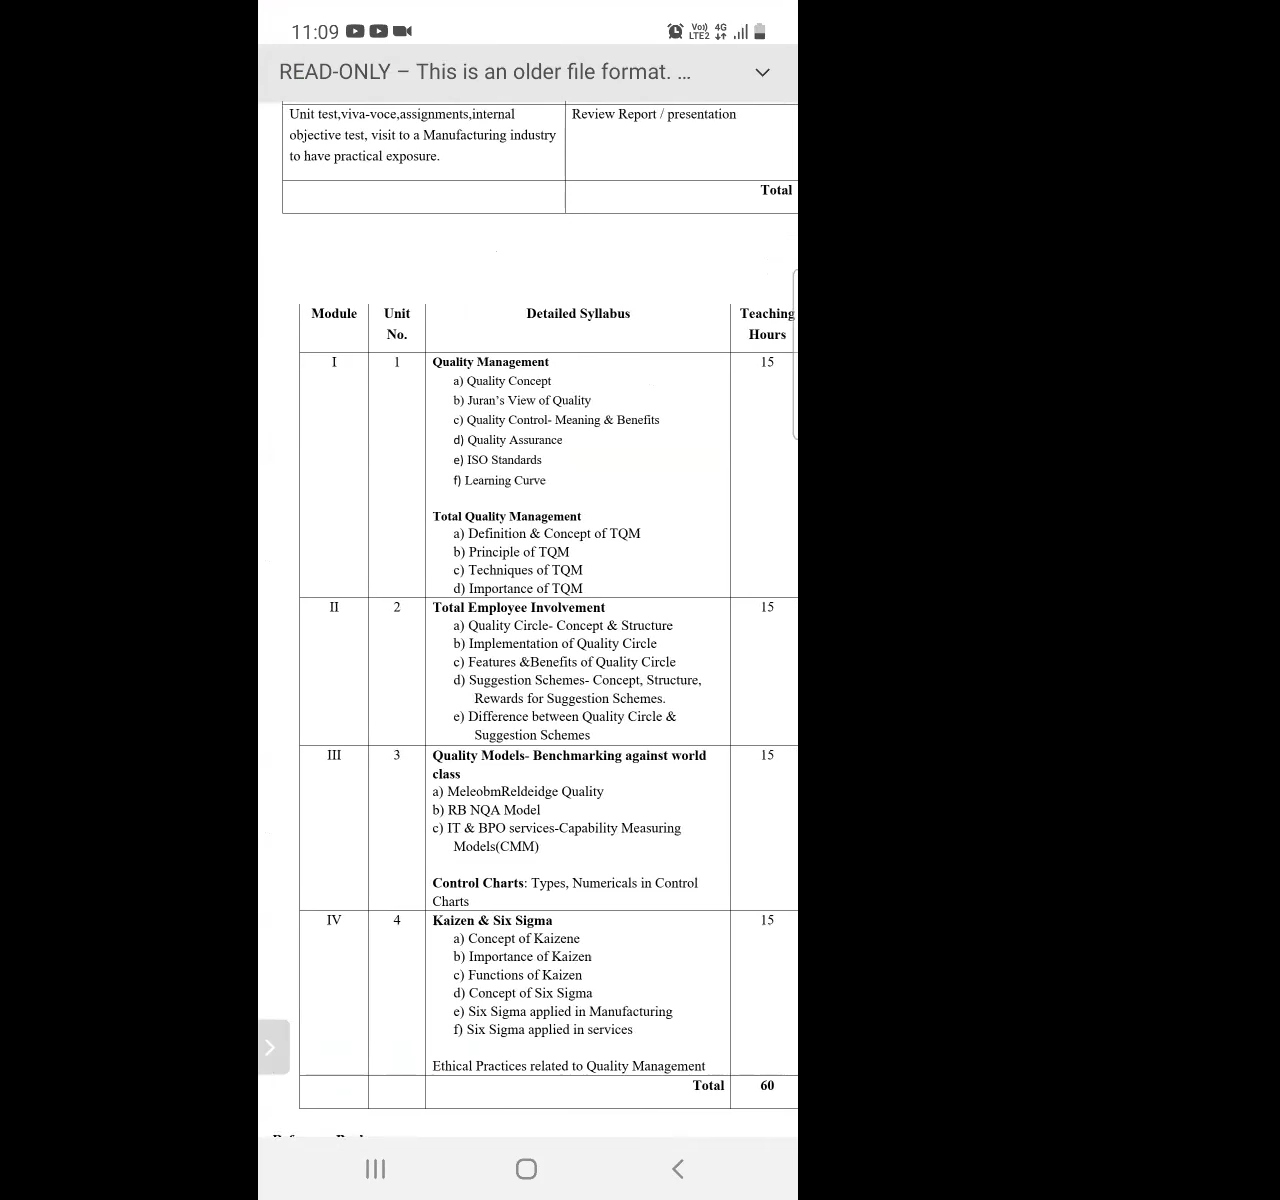 11:09 Vo) 4G
LTE2
READ-ONLY – This is an older file format. ...
Unit test,viva-voce,assignments,internal
objective test, visit to a Manufacturing industry
to have practical exposure.
Review Report / presentation
Total
Module Unit No. Detailed Syllabus Teaching Hours
I 1 Quality Management 15
a) Quality Concept
b) Juran’s View of Quality
c) Quality Control- Meaning & Benefits
d) Quality Assurance
e) ISO Standards
f) Learning Curve
Total Quality Management
a) Definition & Concept of TQM
b) Principle of TQM
c) Techniques of TQM
d) Importance of TQM
II 2 Total Employee Involvement 15
a) Quality Circle- Concept & Structure
b) Implementation of Quality Circle
c) Features &Benefits of Quality Circle
d) Suggestion Schemes- Concept, Structure,
Rewards for Suggestion Schemes.
e) Difference between Quality Circle &
Suggestion Schemes
III 3 Quality Models- Benchmarking against world 15
class
a) MeleobmReldeidge Quality
b) RB NQA Model
c) IT & BPO services-Capability Measuring
Models(CMM)
Control Charts: Types, Numericals in Control
Charts
IV 4 Kaizen & Six Sigma 15
a) Concept of Kaizene
b) Importance of Kaizen
c) Functions of Kaizen
d) Concept of Six Sigma
e) Six Sigma applied in Manufacturing
f) Six Sigma applied in services
Ethical Practices related to Quality Management
Total 60